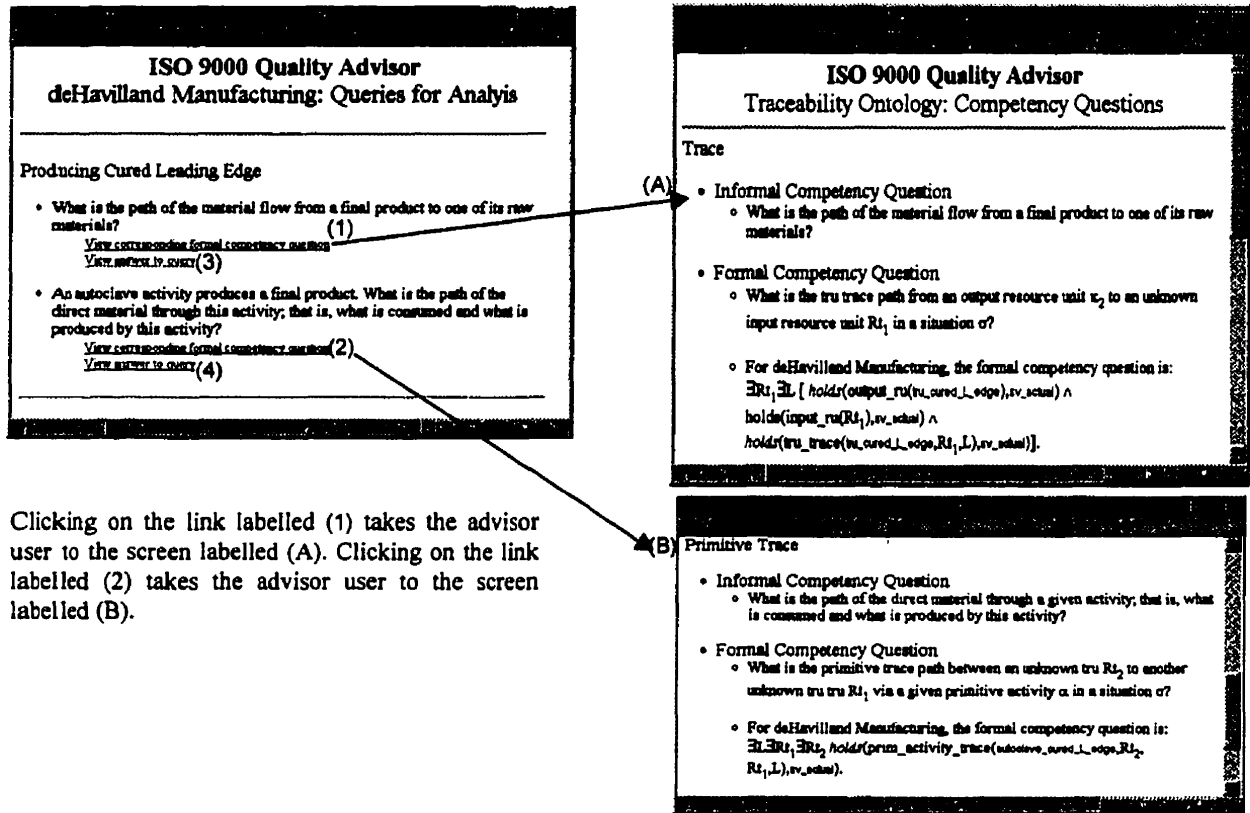 ISO 9000 Quality Advisor
deHavilland Manufacturing: Queries for Analyis
Producing Cured Leading Edge
• What is the path of the material flow from a final product to one of its raw
materials?
(1)
View corresponding formal competency question
View answer to query(3)
• An autoclave activity produces a final product. What is the path of the
direct material through this activity; that is, what is consumed and what is
produced by this activity?
View corresponding formal competency question(2)
View answer to query(4)
Clicking on the link labelled (1) takes the advisor
user to the screen labelled (A). Clicking on the link
labelled (2) takes the advisor user to the screen
labelled (B).
(A)
ISO 9000 Quality Advisor
Traceability Ontology: Competency Questions
Trace
• Informal Competency Question
∘ What is the path of the material flow from a final product to one of its raw
materials?
• Formal Competency Question
∘ What is the tru trace path from an output resource unit κ₂ to an unknown
input resource unit Rt₁ in a situation σ?
∘ For deHavilland Manufacturing, the formal competency question is:
∃Rt₁∃L [ holds(output_ru(tru_cured_L_edge),sv_actual) ∧
holds(input_ru(Rt₁),sv_actual) ∧
holds(tru_trace(tru_cured_L_edge,Rt₁,L),sv_actual)].
(B)
Primitive Trace
• Informal Competency Question
∘ What is the path of the direct material through a given activity; that is, what
is consumed and what is produced by this activity?
• Formal Competency Question
∘ What is the primitive trace path between an unknown tru Rt₂ to another
unknown tru tru Rt₁ via a given primitive activity α in a situation σ?
∘ For deHavilland Manufacturing, the formal competency question is:
∃L∃Rt₁∃Rt₂ holds(prim_activity_trace(autoclave_cured_L_edge,Rt₂,
Rt₁,L),sv_actual).